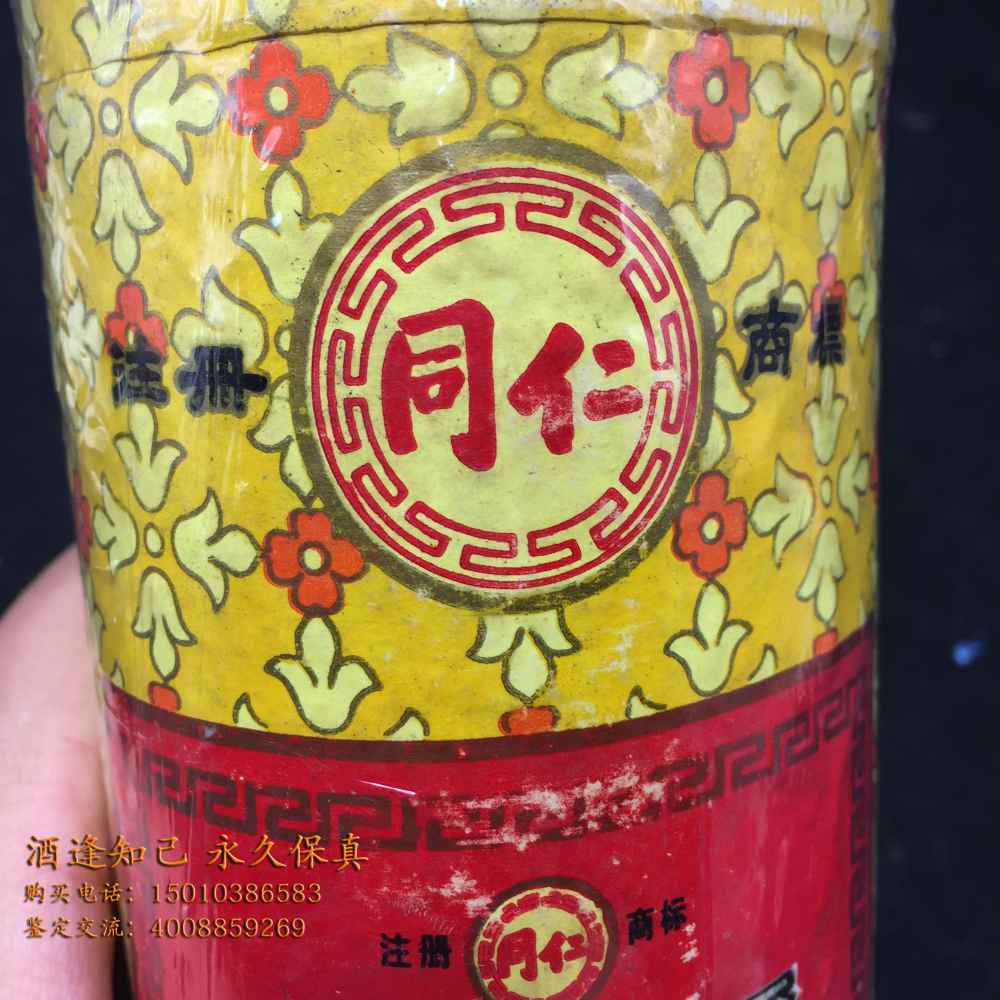 注册 同仁 商标
酒逢知己 永久保真
购买电话：15010386583
鉴定交流：4008859269
注册 同仁 商标